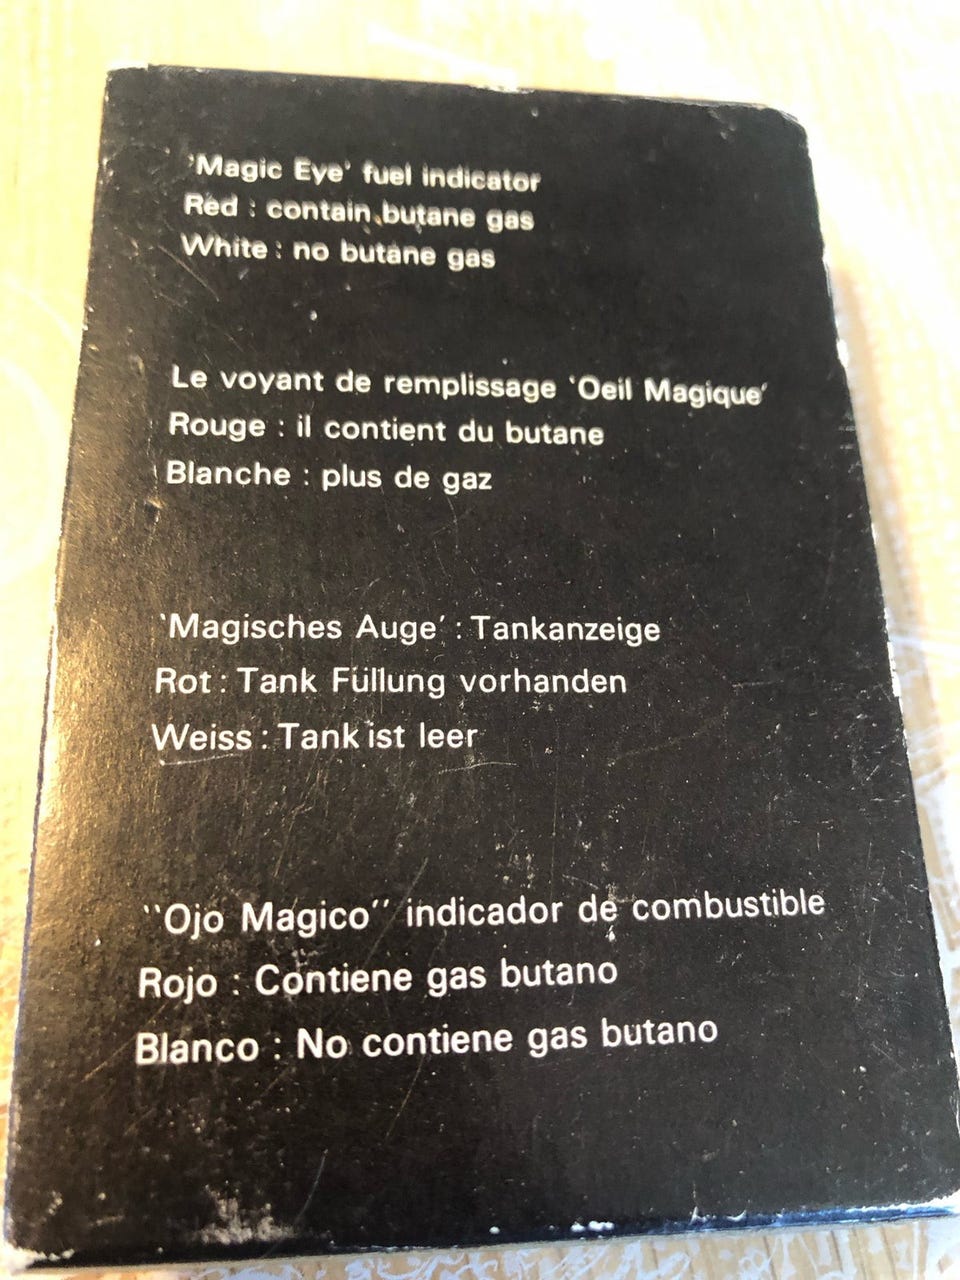 'Magic Eye' fuel indicator
Red : contain butane gas
White : no butane gas
Le voyant de remplissage 'Oeil Magique'
Rouge : il contient du butane
Blanche : plus de gaz
'Magisches Auge' : Tankanzeige
Rot : Tank Füllung vorhanden
Weiss : Tank ist leer
"Ojo Magico" indicador de combustible
Rojo : Contiene gas butano
Blanco : No contiene gas butano